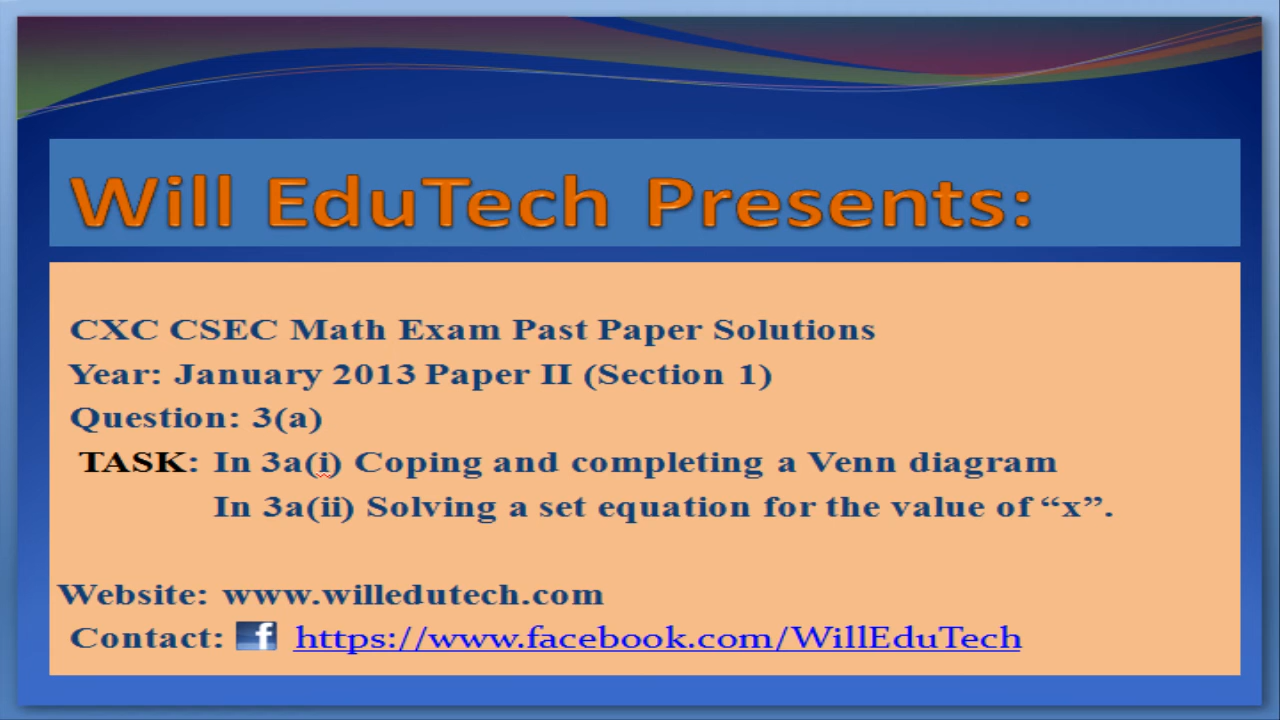 Will EduTech Presents:
CXC CSEC Math Exam Past Paper Solutions
Year: January 2013 Paper II (Section 1)
Question: 3(a)
TASK: In 3a(i) Coping and completing a Venn diagram
In 3a(ii) Solving a set equation for the value of “x”.
Website: www.willedutech.com
Contact: f https://www.facebook.com/WillEduTech